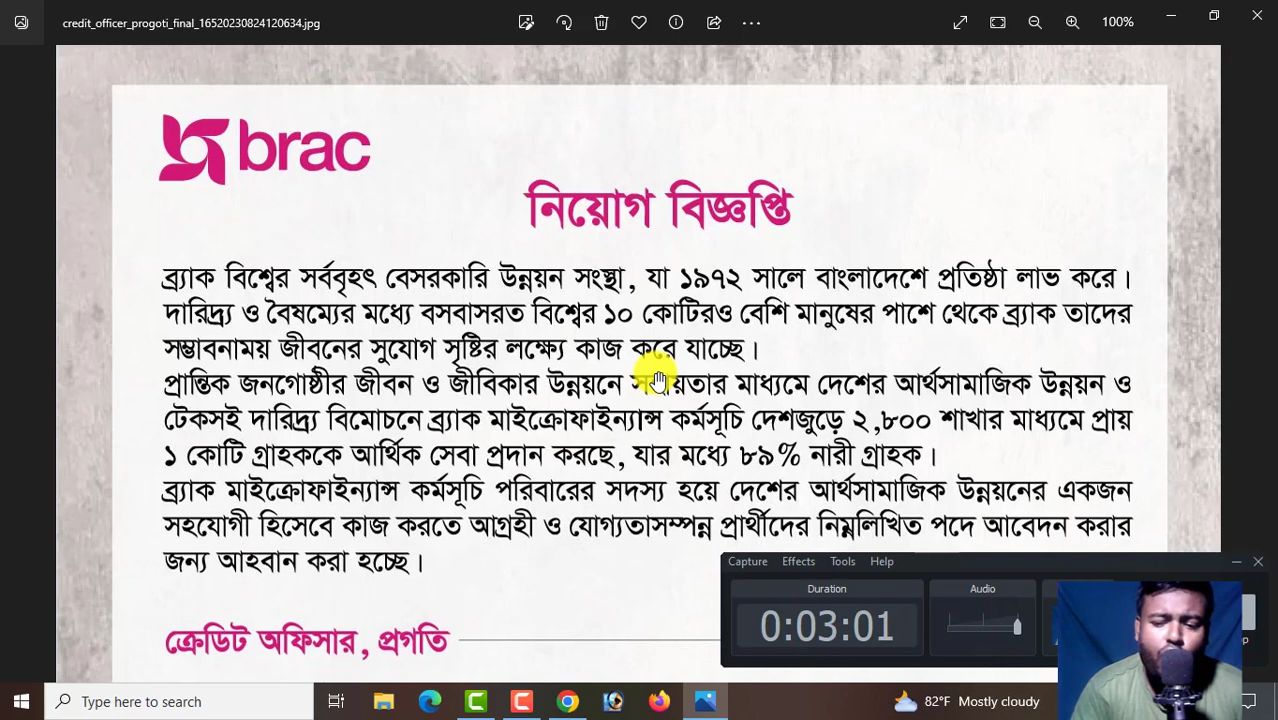 credit_officer_progoti_final_16520230824120634.jpg
100%
brac
নিয়োগ বিজ্ঞপ্তি
ব্র্যাক বিশ্বের সর্ববৃহৎ বেসরকারি উন্নয়ন সংস্থা, যা ১৯৭২ সালে বাংলাদেশে প্রতিষ্ঠা লাভ করে।
দারিদ্র্য ও বৈষম্যের মধ্যে বসবাসরত বিশ্বের ১০ কোটিরও বেশি মানুষের পাশে থেকে ব্র্যাক তাদের
সম্ভাবনাময় জীবনের সুযোগ সৃষ্টির লক্ষ্যে কাজ করে যাচ্ছে।
প্রান্তিক জনগোষ্ঠীর জীবন ও জীবিকার উন্নয়নে মাধ্যমে দেশের আর্থসামাজিক উন্নয়ন ও
টেকসই দারিদ্র্য বিমোচনে ব্র্যাক মাইক্রোফাইন্যান্স কর্মসূচি দেশজুড়ে ২,৮০০ শাখার মাধ্যমে প্রায়
১ কোটি গ্রাহককে আর্থিক সেবা প্রদান করছে, যার মধ্যে ৮৯% নারী গ্রাহক।
ব্র্যাক মাইক্রোফাইন্যান্স কর্মসূচি পরিবারের সদস্য হয়ে দেশের আর্থসামাজিক উন্নয়নের একজন
সহযোগী হিসেবে কাজ করতে আগ্রহী ও যোগ্যতাসম্পন্ন প্রার্থীদের নিম্নলিখিত পদে আবেদন করার
জন্য আহবান করা হচ্ছে।
ক্রেডিট অফিসার, প্রগতি
Capture Effects Tools Help
Duration Audio
0:03:01
Type here to search
82°F Mostly cloudy